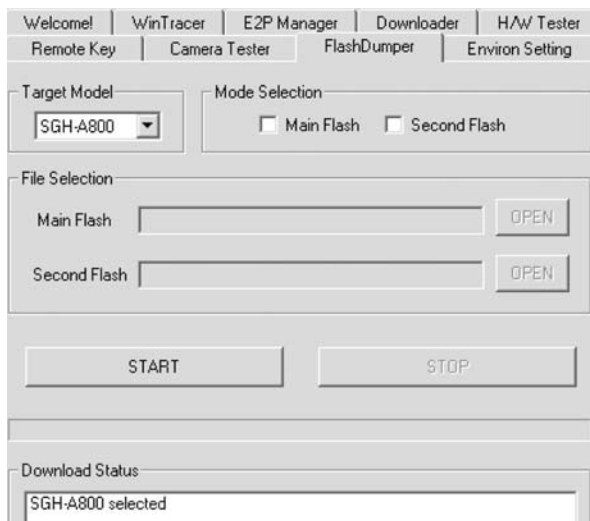 Welcome! WinTracer E2P Manager Downloader H/W Tester
Remote Key Camera Tester FlashDumper Environ Setting
Target Model
SGH-A800
Mode Selection
Main Flash Second Flash
File Selection
Main Flash OPEN
Second Flash OPEN
START STOP
Download Status
SGH-A800 selected